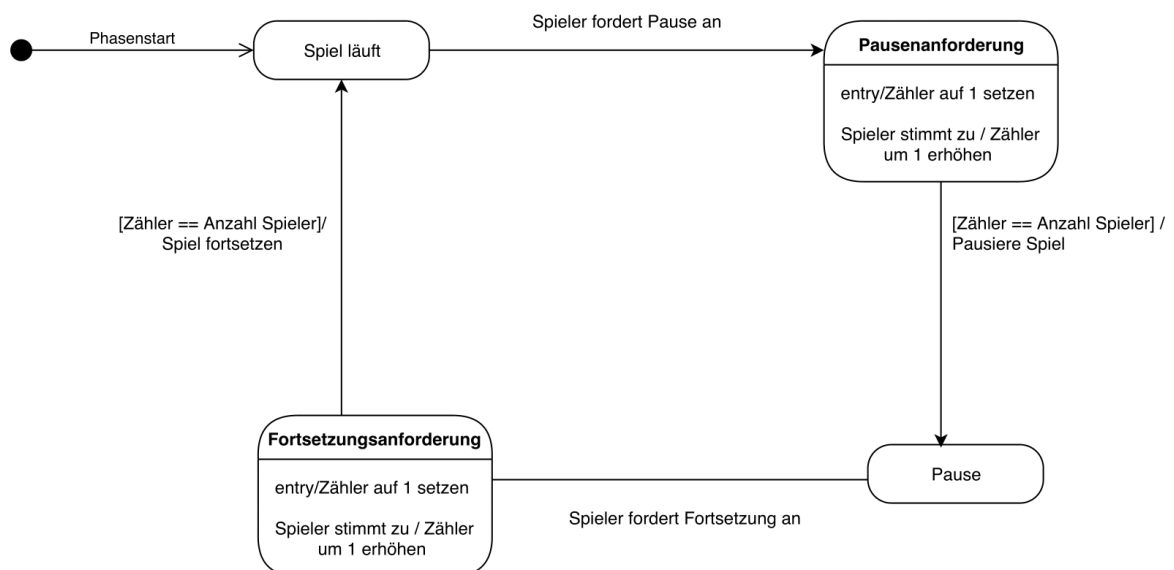 Phasenstart
Spiel läuft
Spieler fordert Pause an
Pausenanforderung
entry/Zähler auf 1 setzen
Spieler stimmt zu / Zähler
um 1 erhöhen
[Zähler == Anzahl Spieler]/
Spiel fortsetzen
[Zähler == Anzahl Spieler] /
Pausiere Spiel
Fortsetzungsanforderung
entry/Zähler auf 1 setzen
Spieler stimmt zu / Zähler
um 1 erhöhen
Spieler fordert Fortsetzung an
Pause